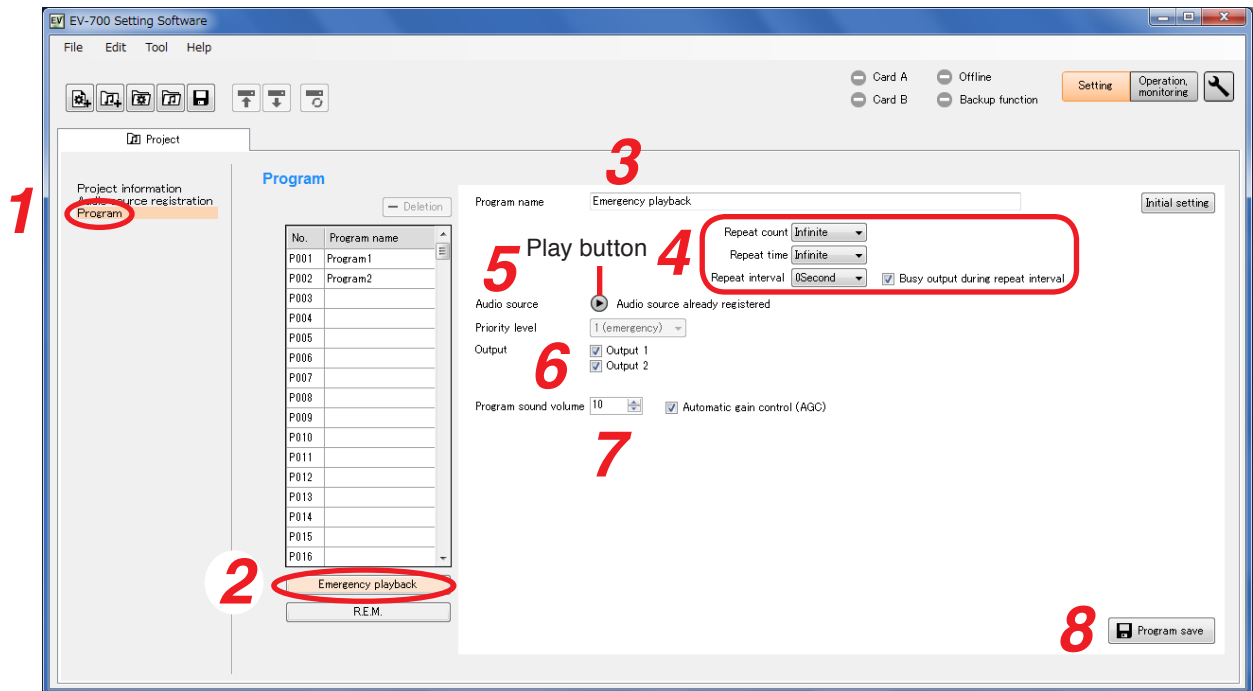 EV EV-700 Setting Software
File Edit Tool Help
Card A Offline
Card B Backup function
Setting
Operation,
monitoring
Project
1
Project information
Audio source registration
Program
Program
Deletion
No. Program name
P001 Program1
P002 Program2
P003
P004
P005
P006
P007
P008
P009
P010
P011
P012
P013
P014
P015
P016
2
Emergency playback
R.E.M.
3
Program name Emergency playback Initial setting
4
Repeat count Infinite
Repeat time Infinite
Repeat interval 0Second Busy output during repeat interval
5 Play button
Audio source Audio source already registered
Priority level 1 (emergency)
6
Output Output 1
Output 2
Program sound volume 10 Automatic gain control (AGC)
7
8 Program save